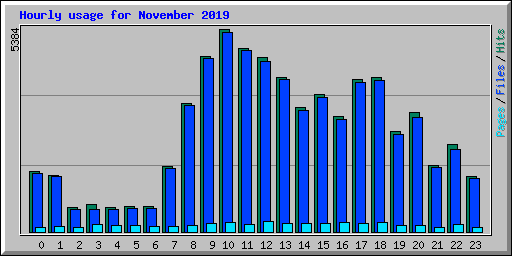 Hourly usage for November 2019
5384
Pages/Files/Hits
0 1 2 3 4 5 6 7 8 9 10 11 12 13 14 15 16 17 18 19 20 21 22 23